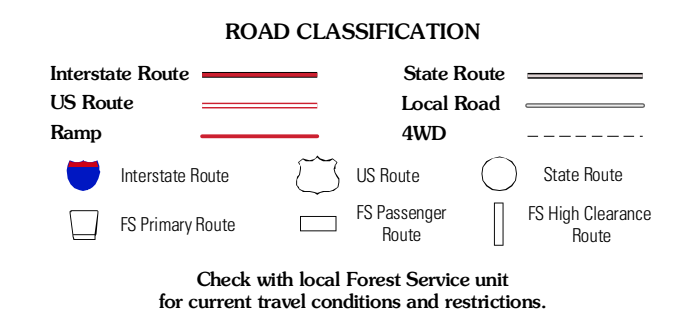 ROAD CLASSIFICATION
Interstate Route
State Route
US Route
Local Road
Ramp
4WD
Interstate Route
US Route
State Route
FS Primary Route
FS Passenger
Route
FS High Clearance
Route
Check with local Forest Service unit
for current travel conditions and restrictions.